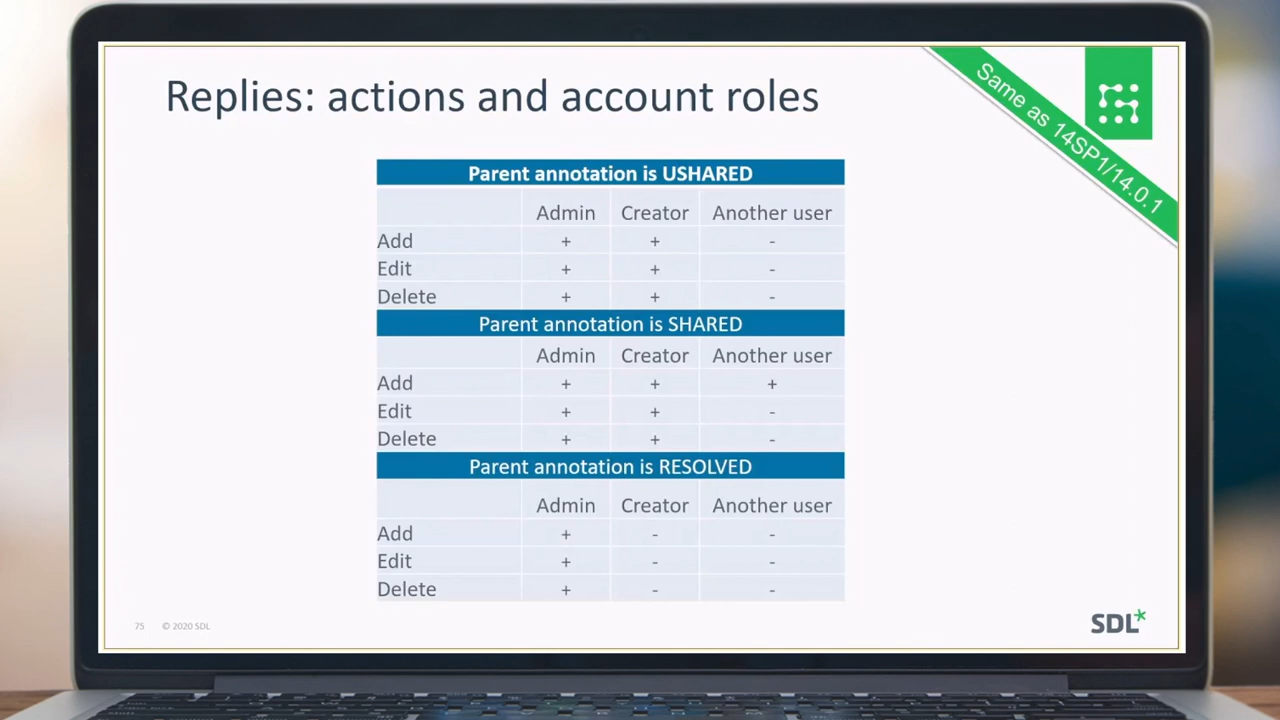 Replies: actions and account roles
Same as 14SP1/14.0.1
Parent annotation is USHARED
Admin Creator Another user
Add + + -
Edit + + -
Delete + + -
Parent annotation is SHARED
Admin Creator Another user
Add + + +
Edit + + -
Delete + + -
Parent annotation is RESOLVED
Admin Creator Another user
Add + - -
Edit + - -
Delete + - -
75 © 2020 SDL
SDL*